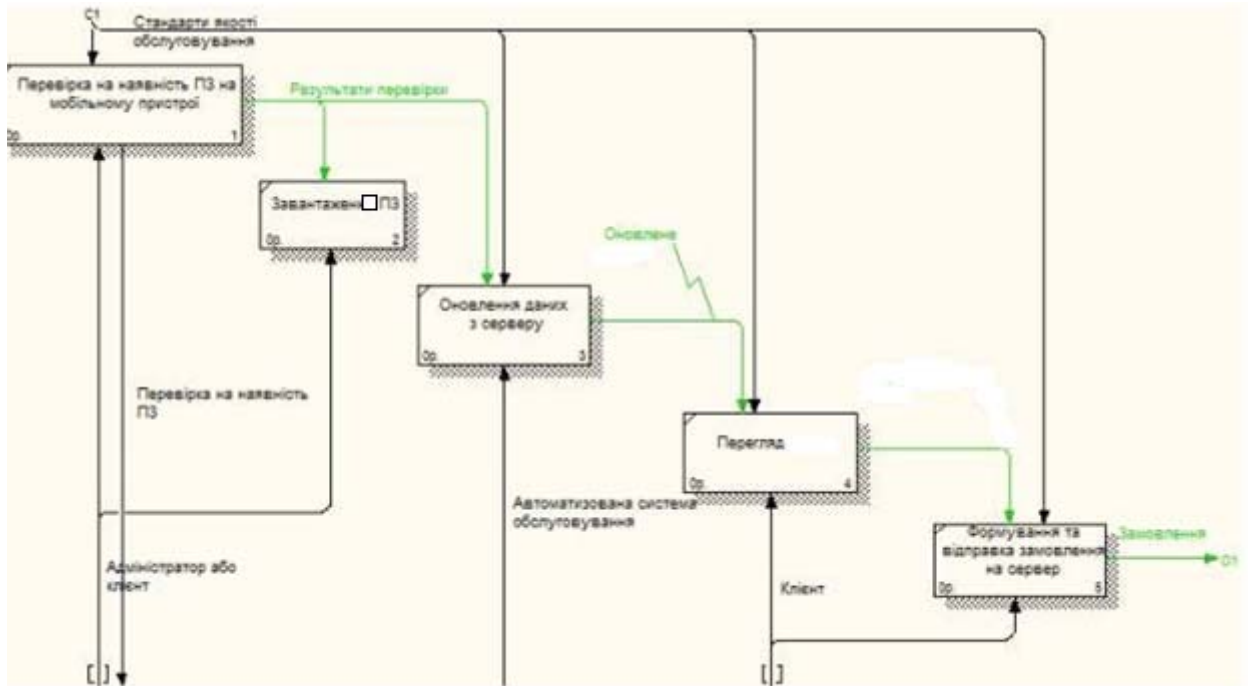 C1
Стандарти якості
обслуговування
Перевірка на наявність ПЗ на
мобільному пристрої
0р.
1
Результати перевірки
Завантажен ПЗ
0р.
2
Оновлене
Оновлення даних
з серверу
0р.
3
Перевірка на наявність
ПЗ
Перегляд
0р.
4
Автоматизована система
обслуговування
Формування та
відправка замовлення
на сервер
0р.
5
Замовлення
O1
Адміністратор або
клієнт
Клієнт